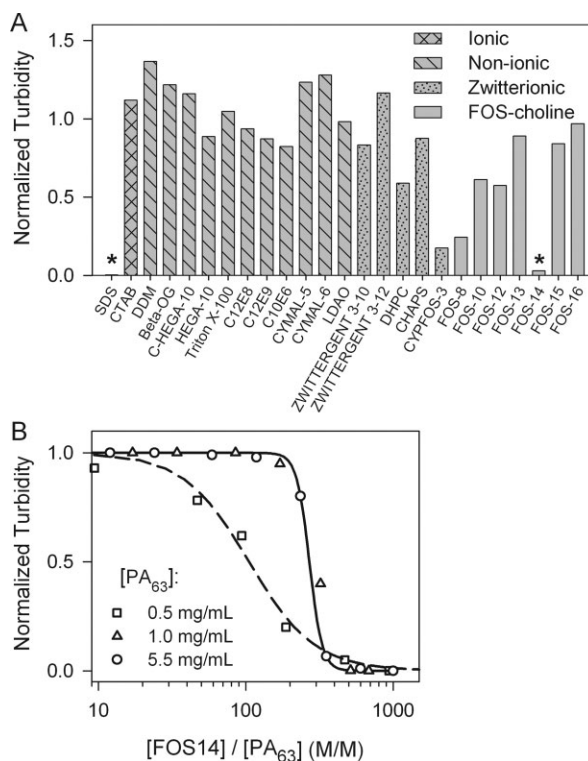 A
Normalized Turbidity
1.5
1.0
0.5
0.0
Ionic
Non-ionic
Zwitterionic
FOS-choline
*
*
SDS
CTAB
DDM
Beta-OG
C-HEGA-10
HEGA-10
Triton X-100
C12E8
C12E9
C10E6
CYMAL-5
CYMAL-6
LDAO
ZWITTERGENT 3-10
ZWITTERGENT 3-12
DHPC
CHAPS
CYPFOS-3
FOS-8
FOS-10
FOS-12
FOS-13
FOS-14
FOS-15
FOS-16
B
Normalized Turbidity
1.0
0.5
0.0
[PA63]:
0.5 mg/mL
1.0 mg/mL
5.5 mg/mL
10
100
1000
[FOS14] / [PA63] (M/M)